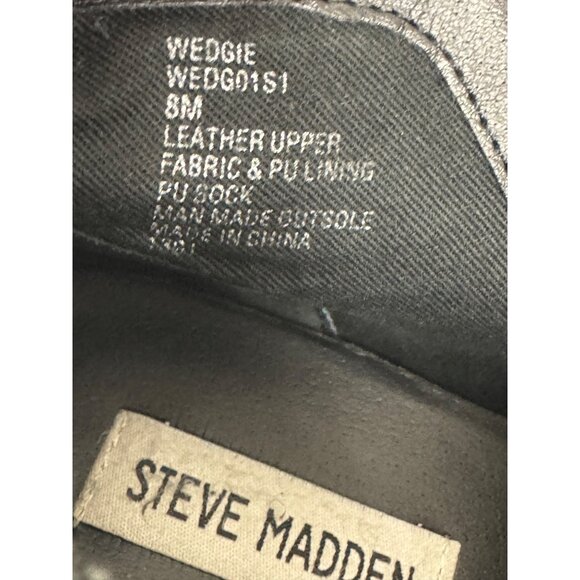 WEDGIE
WEDG01S1
8M
LEATHER UPPER
FABRIC & PU LINING
PU SOCK
MAN MADE OUTSOLE
MADE IN CHINA
STEVE MADDEN